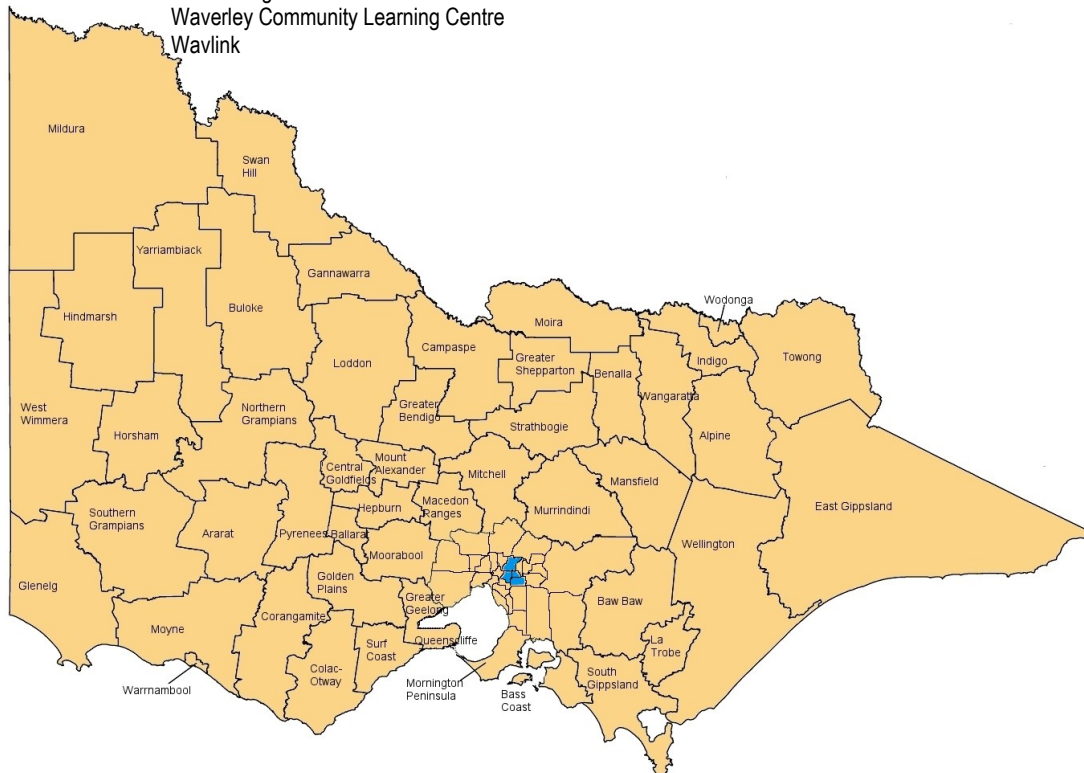 Waverley Community Learning Centre
Wavlink
Mildura
Swan
Hill
Yarriambiack
Gannawarra
Hindmarsh
Buloke
Wodonga
Moira
Campaspe
Greater
Shepparton
Indigo
Towong
Loddon
Benalla
Wangaratta
West
Wimmera
Northern
Grampians
Greater
Bendigo
Strathbogie
Horsham
Alpine
Central
Goldfields
Mount
Alexander
Mitchell
Mansfield
Southern
Grampians
Hepburn
Macedon
Ranges
Murrindindi
East Gippsland
Ararat
Pyrenees
Ballarat
Moorabool
Wellington
Glenelg
Golden
Plains
Greater
Geelong
Baw Baw
Moyne
Corangamite
Surf
Coast
Queenscliffe
La
Trobe
Colac-
Otway
South
Gippsland
Warrnambool
Mornington
Peninsula
Bass
Coast